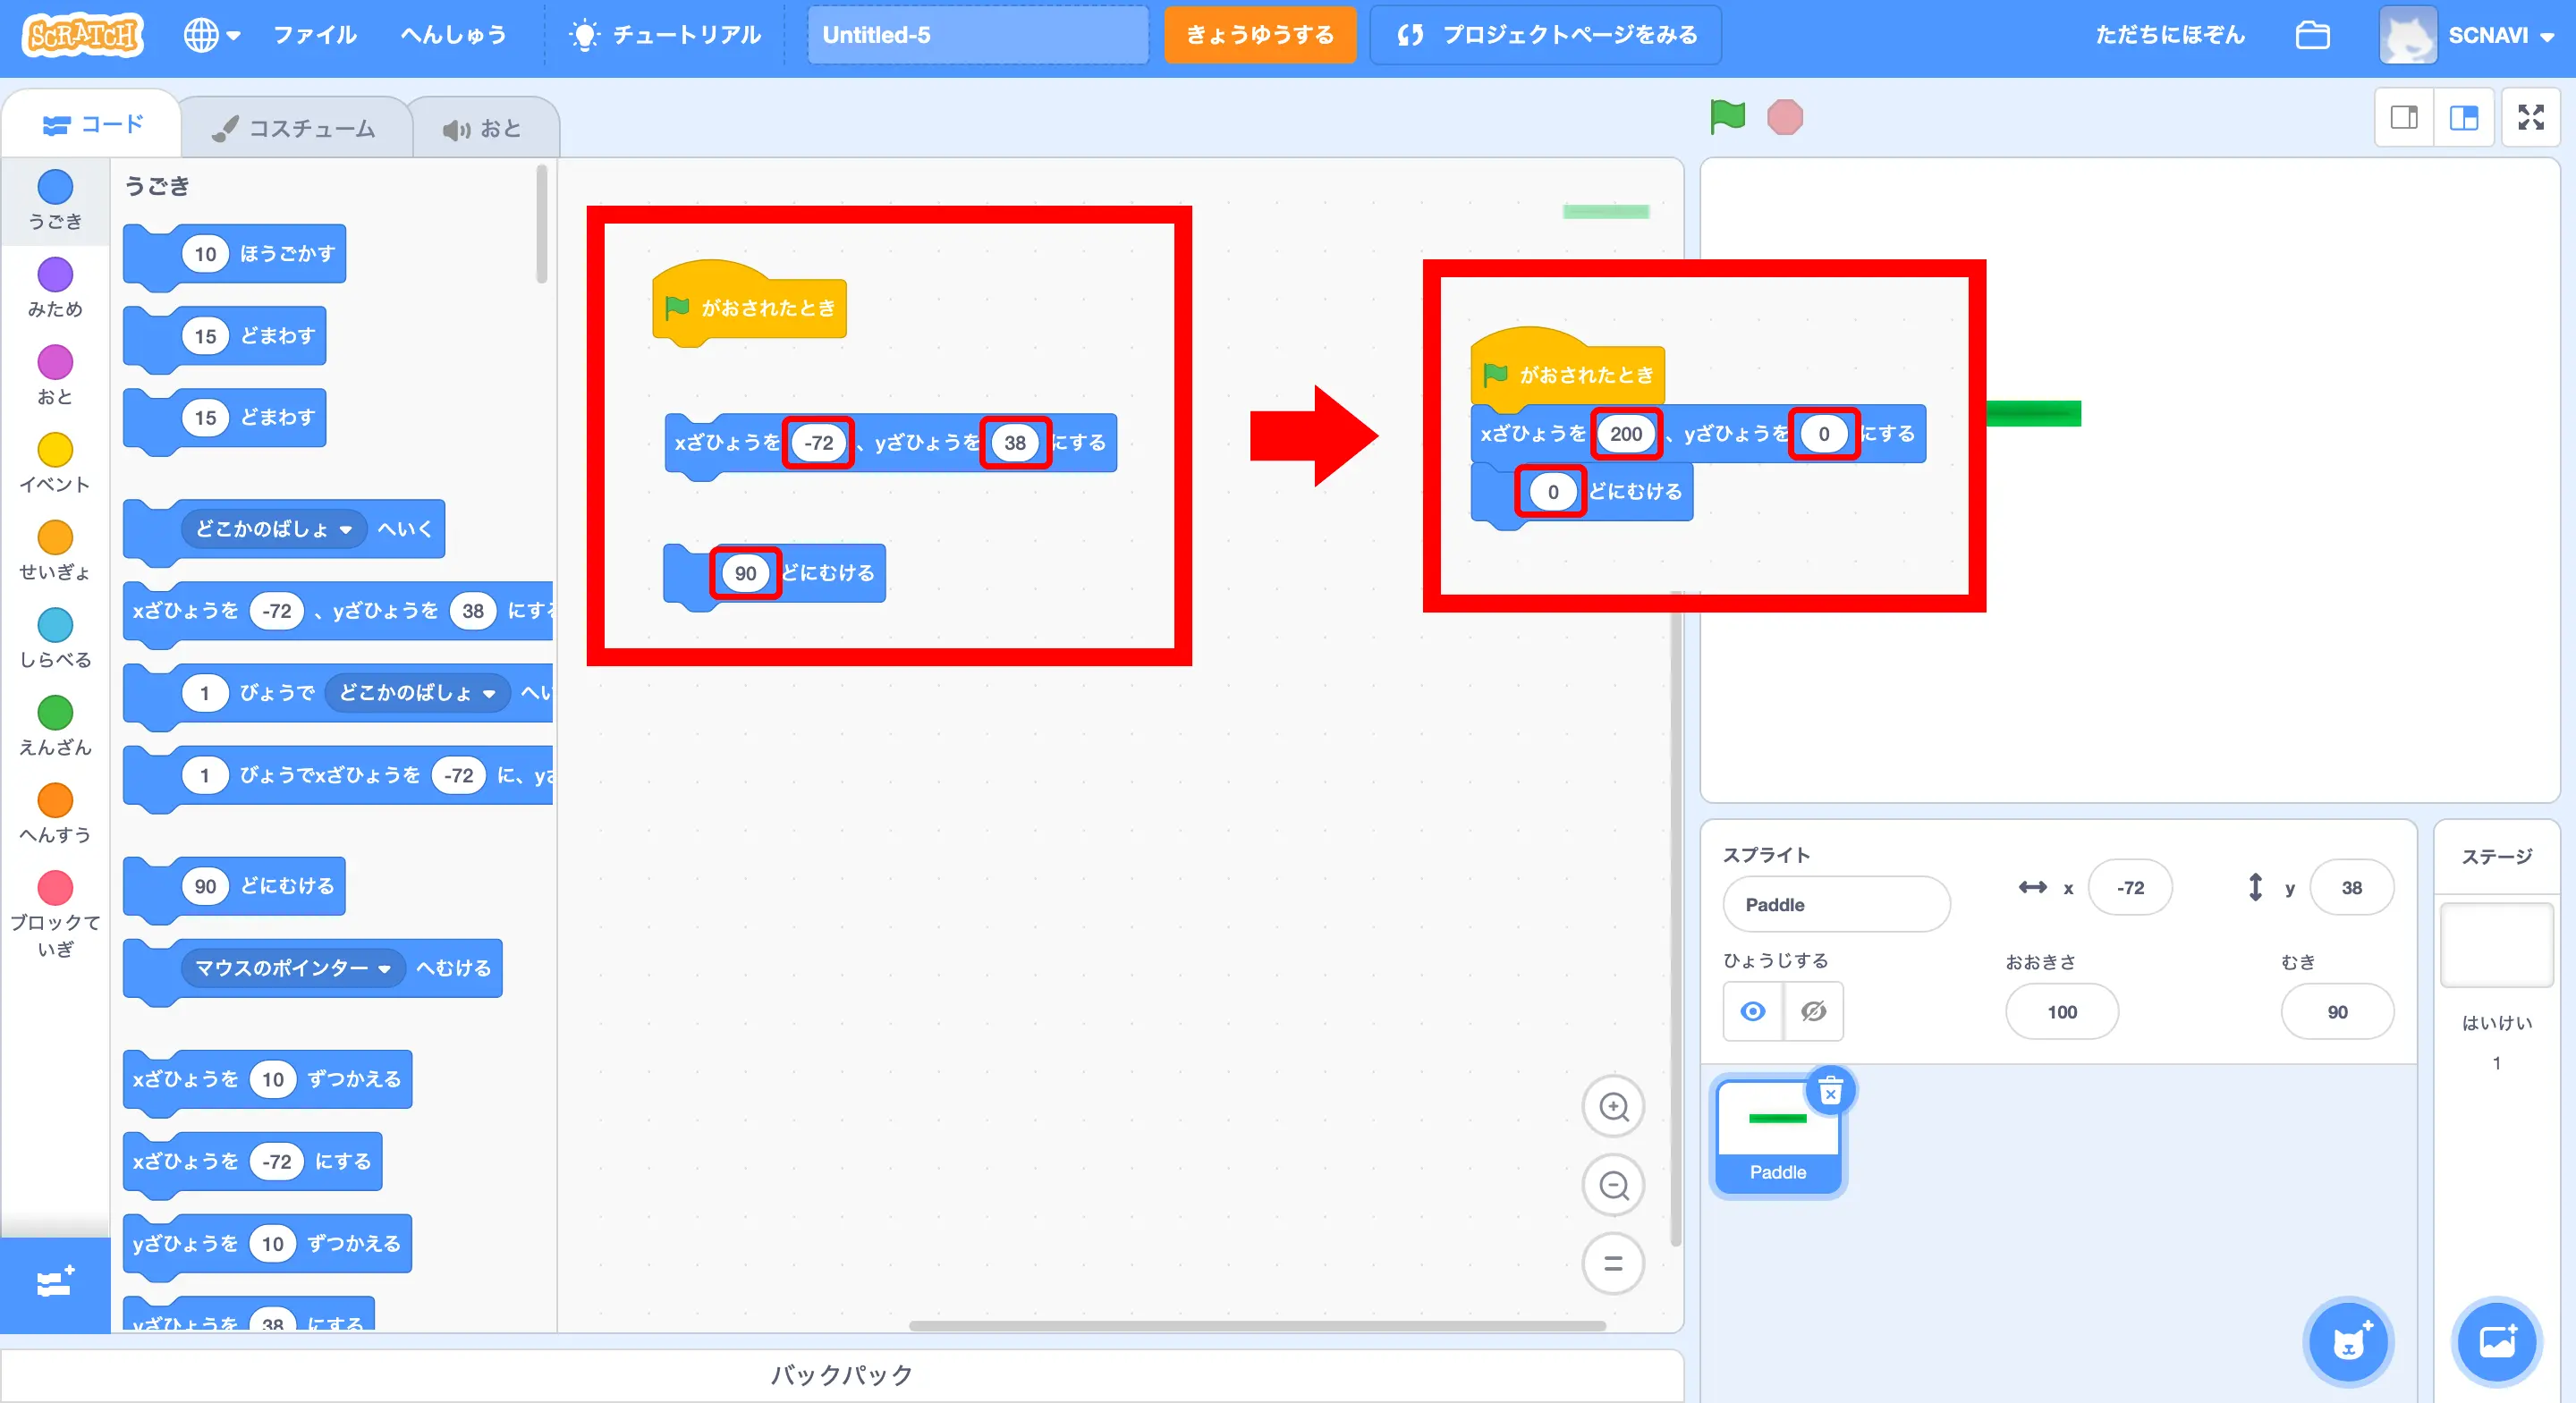 SCRATCH
ファイル
へんしゅう
チュートリアル
Untitled-5
きょうゆうする
プロジェクトページをみる
ただちにほぞん
SCNAVI
コード
コスチューム
おと
うごき
みため
おと
イベント
せいぎょ
しらべる
えんざん
へんすう
ブロックて
いぎ
うごき
10 ほうごかす
15 どまわす
15 どまわす
どこかのばしょ へいく
xざひょうを -72 、yざひょうを 38 にする
1 びょうで どこかのばしょ へい
1 びょうでxざひょうを -72 に、yざ
90 どにむける
マウスのポインター へむける
xざひょうを 10 ずつかえる
xざひょうを -72 にする
yざひょうを 10 ずつかえる
yざひょうを 38 にする
がおされたとき
xざひょうを -72 、yざひょうを 38 にする
90 どにむける
がおされたとき
xざひょうを 200 、yざひょうを 0 にする
0 どにむける
スプライト
Paddle
x -72
y 38
ひょうじする
おおきさ
100
むき
90
Paddle
ステージ
はいけい
1
バックパック